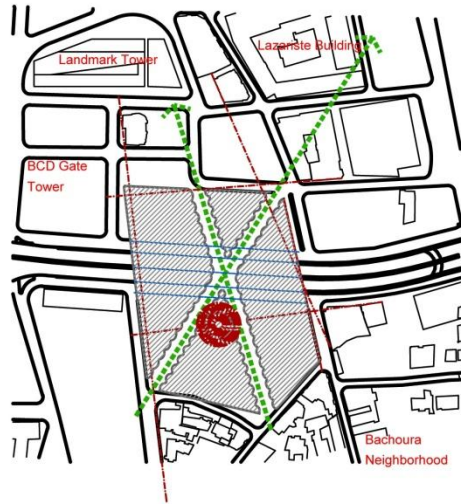 Landmark Tower
Lazariste Building
BCD Gate
Tower
Bachoura
Neighborhood